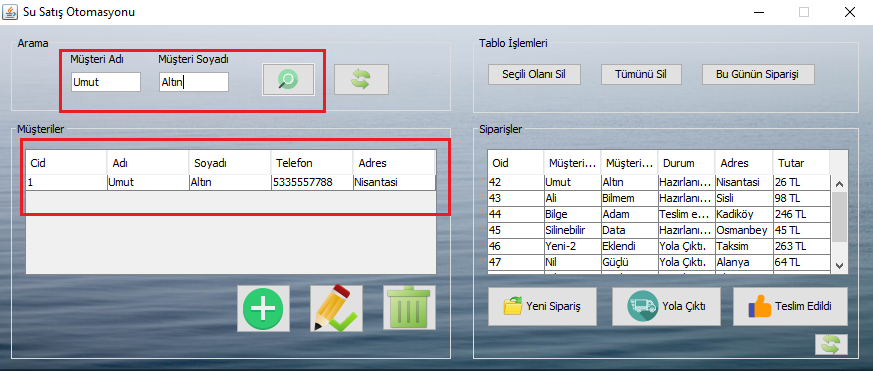 Su Satış Otomasyonu
Arama
Müşteri Adı Müşteri Soyadı
Umut Altın
Tablo İşlemleri
Seçili Olanı Sil Tümünü Sil Bu Günün Siparişi
Müşteriler
Cid Adı Soyadı Telefon Adres
1 Umut Altın 5335557788 Nisantasi
Siparişler
Oid Müşteri... Müşteri... Durum Adres Tutar
42 Umut Altın Hazırlanı... Nisantasi 26 TL
43 Ali Bilmem Hazırlanı... Sisli 98 TL
44 Bilge Adam Teslim e... Kadiköy 246 TL
45 Silinebilir Data Hazırlanı... Osmanbey 45 TL
46 Yeni-2 Eklendi Yola Çıktı. Taksim 263 TL
47 Nil Güçlü Yola Çıktı. Alanya 64 TL
Yeni Sipariş Yola Çıktı Teslim Edildi